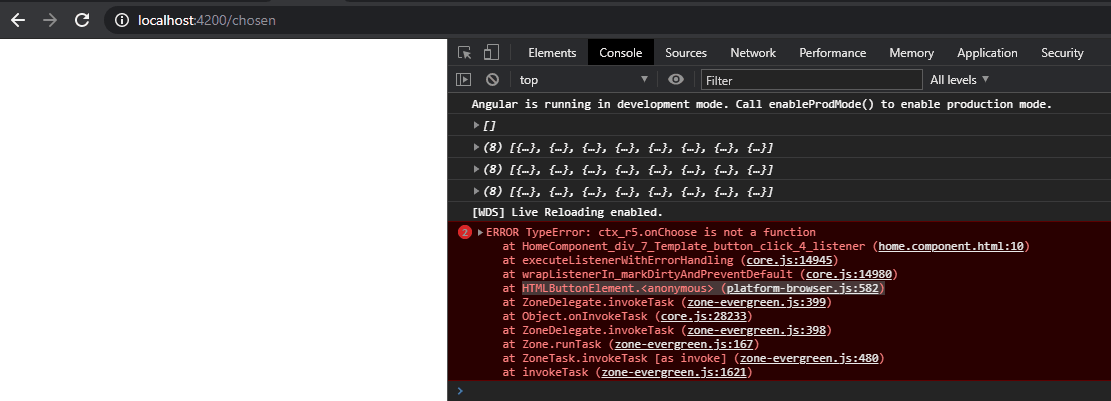 localhost:4200/chosen
Elements Console Sources Network Performance Memory Application Security
top Filter All levels
Angular is running in development mode. Call enableProdMode() to enable production mode.
[]
(8) [{…}, {…}, {…}, {…}, {…}, {…}, {…}, {…}]
(8) [{…}, {…}, {…}, {…}, {…}, {…}, {…}, {…}]
(8) [{…}, {…}, {…}, {…}, {…}, {…}, {…}, {…}]
[WDS] Live Reloading enabled.
2 ERROR TypeError: ctx_r5.onChoose is not a function
at HomeComponent_div_7_Template_button_click_4_listener (home.component.html:10)
at executeListenerWithErrorHandling (core.js:14945)
at wrapListenerIn_markDirtyAndPreventDefault (core.js:14980)
at HTMLButtonElement.<anonymous> (platform-browser.js:582)
at ZoneDelegate.invokeTask (zone-evergreen.js:399)
at Object.onInvokeTask (core.js:28233)
at ZoneDelegate.invokeTask (zone-evergreen.js:398)
at Zone.runTask (zone-evergreen.js:167)
at ZoneTask.invokeTask [as invoke] (zone-evergreen.js:480)
at invokeTask (zone-evergreen.js:1621)